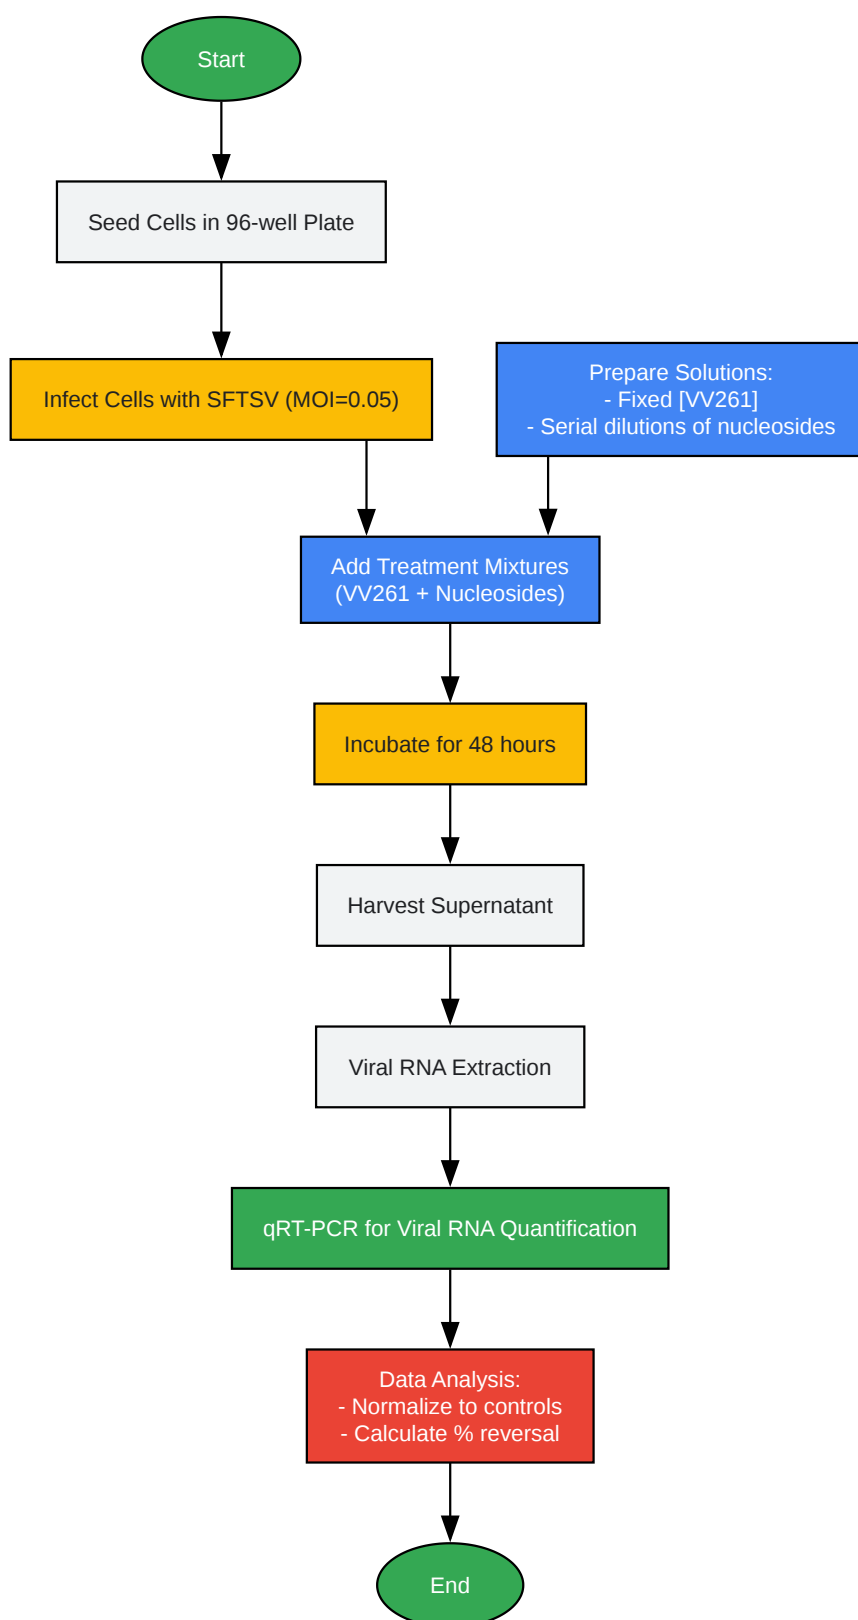 Start
Seed Cells in 96-well Plate
Infect Cells with SFTSV (MOI=0.05)
Prepare Solutions:
- Fixed [VV261]
- Serial dilutions of nucleosides
Add Treatment Mixtures
(VV261 + Nucleosides)
Incubate for 48 hours
Harvest Supernatant
Viral RNA Extraction
qRT-PCR for Viral RNA Quantification
Data Analysis:
- Normalize to controls
- Calculate % reversal
End